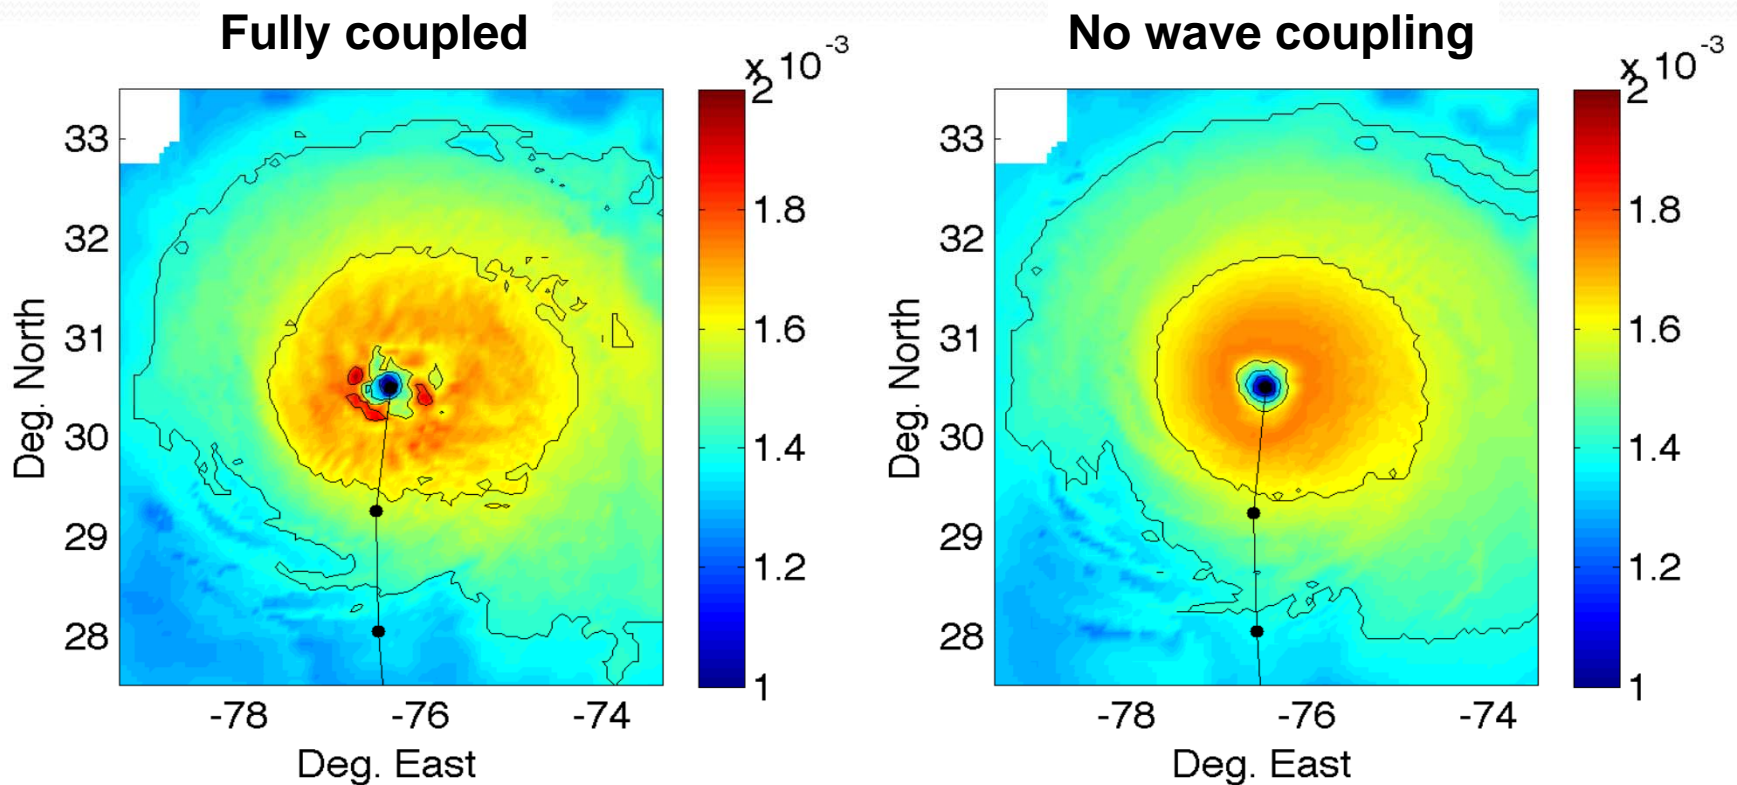 Fully coupled
No wave coupling
x 10-3
2
1.8
1.6
1.4
1.2
1
33
32
31
30
29
28
Deg. North
-78 -76 -74
Deg. East
x 10-3
2
1.8
1.6
1.4
1.2
1
33
32
31
30
29
28
Deg. North
-78 -76 -74
Deg. East